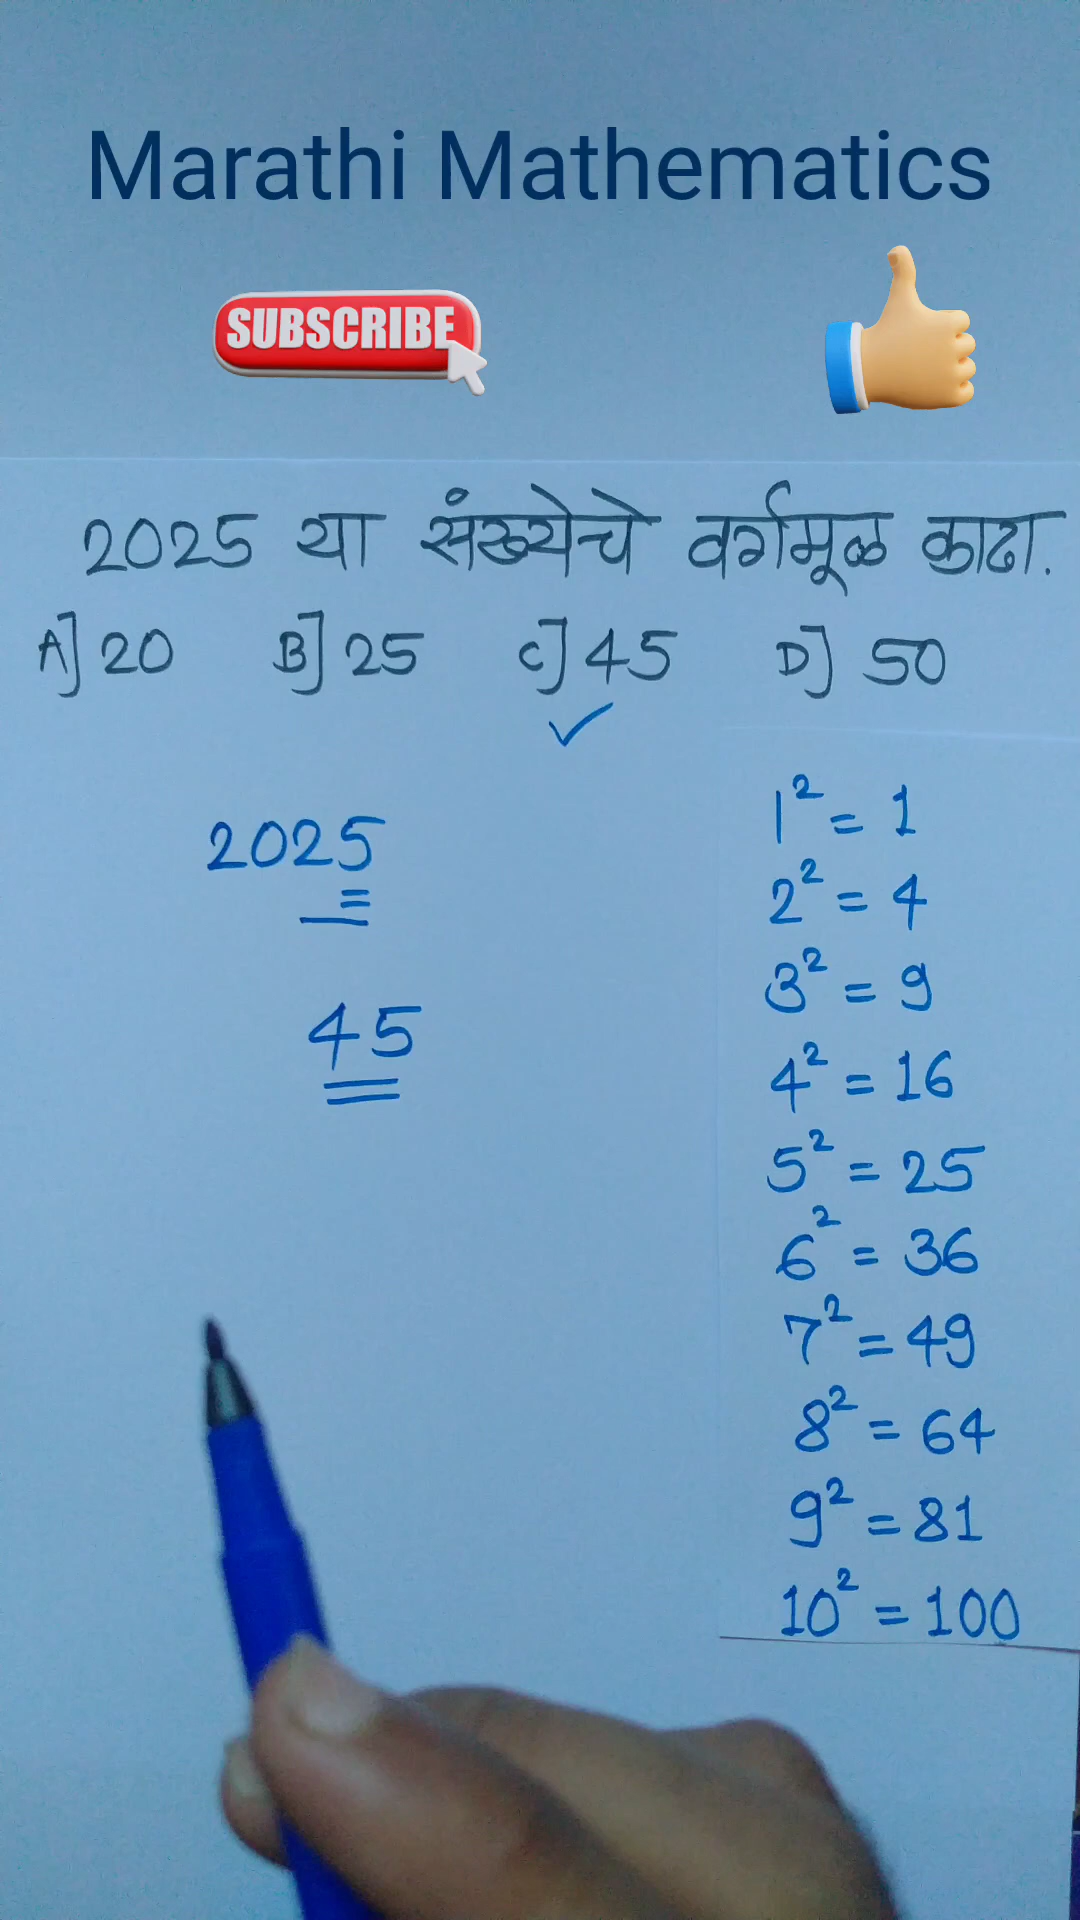 Marathi Mathematics
SUBSCRIBE
2025 या संख्येचे वर्गमूळ काढा.
A] 20 B] 25 C] 45 D] 50
2025
45
1² = 1
2² = 4
3² = 9
4² = 16
5² = 25
6² = 36
7² = 49
8² = 64
9² = 81
10² = 100